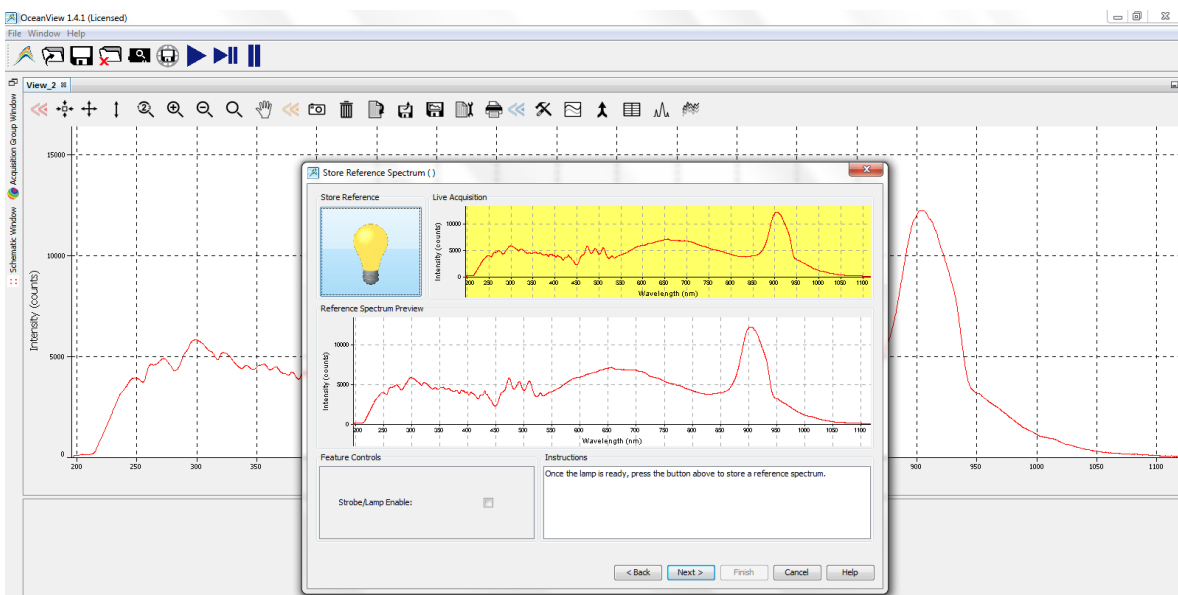 OceanView 1.4.1 (Licensed)
File Window Help
View_2
Acquisition Group Window
Schematic Window
15000
10000
5000
0
Intensity (counts)
200 250 300 350 900 950 1000 1050 1100
Store Reference Spectrum ( )
Store Reference
Live Acquisition
10000
5000
0
Intensity (counts)
200 250 300 350 400 450 500 550 600 650 700 750 800 850 900 950 1000 1050 1100
Wavelength (nm)
Reference Spectrum Preview
10000
5000
0
Intensity (counts)
200 250 300 350 400 450 500 550 600 650 700 750 800 850 900 950 1000 1050 1100
Wavelength (nm)
Feature Controls
Strobe/Lamp Enable:
Instructions
Once the lamp is ready, press the button above to store a reference spectrum.
< Back Next > Finish Cancel Help